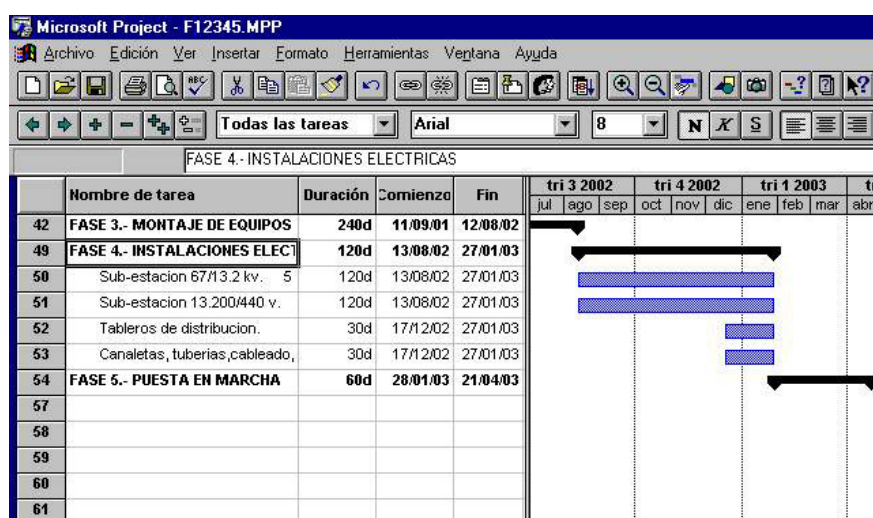 Microsoft Project - F12345.MPP
Archivo Edición Ver Insertar Formato Herramientas Ventana Ayuda
ABC
Todas las tareas Arial 8 N K S
FASE 4.- INSTALACIONES ELECTRICAS
Nombre de tarea Duración Comienzo Fin tri 3 2002 tri 4 2002 tri 1 2003 t
jul ago sep oct nov dic ene feb mar abr
42 FASE 3.- MONTAJE DE EQUIPOS 240d 11/09/01 12/08/02
49 FASE 4.- INSTALACIONES ELECT 120d 13/08/02 27/01/03
50 Sub-estacion 67/13.2 kv. 5 120d 13/08/02 27/01/03
51 Sub-estacion 13.200/440 v. 120d 13/08/02 27/01/03
52 Tableros de distribucion. 30d 17/12/02 27/01/03
53 Canaletas, tuberias,cableado, 30d 17/12/02 27/01/03
54 FASE 5.- PUESTA EN MARCHA 60d 28/01/03 21/04/03
57
58
59
60
61